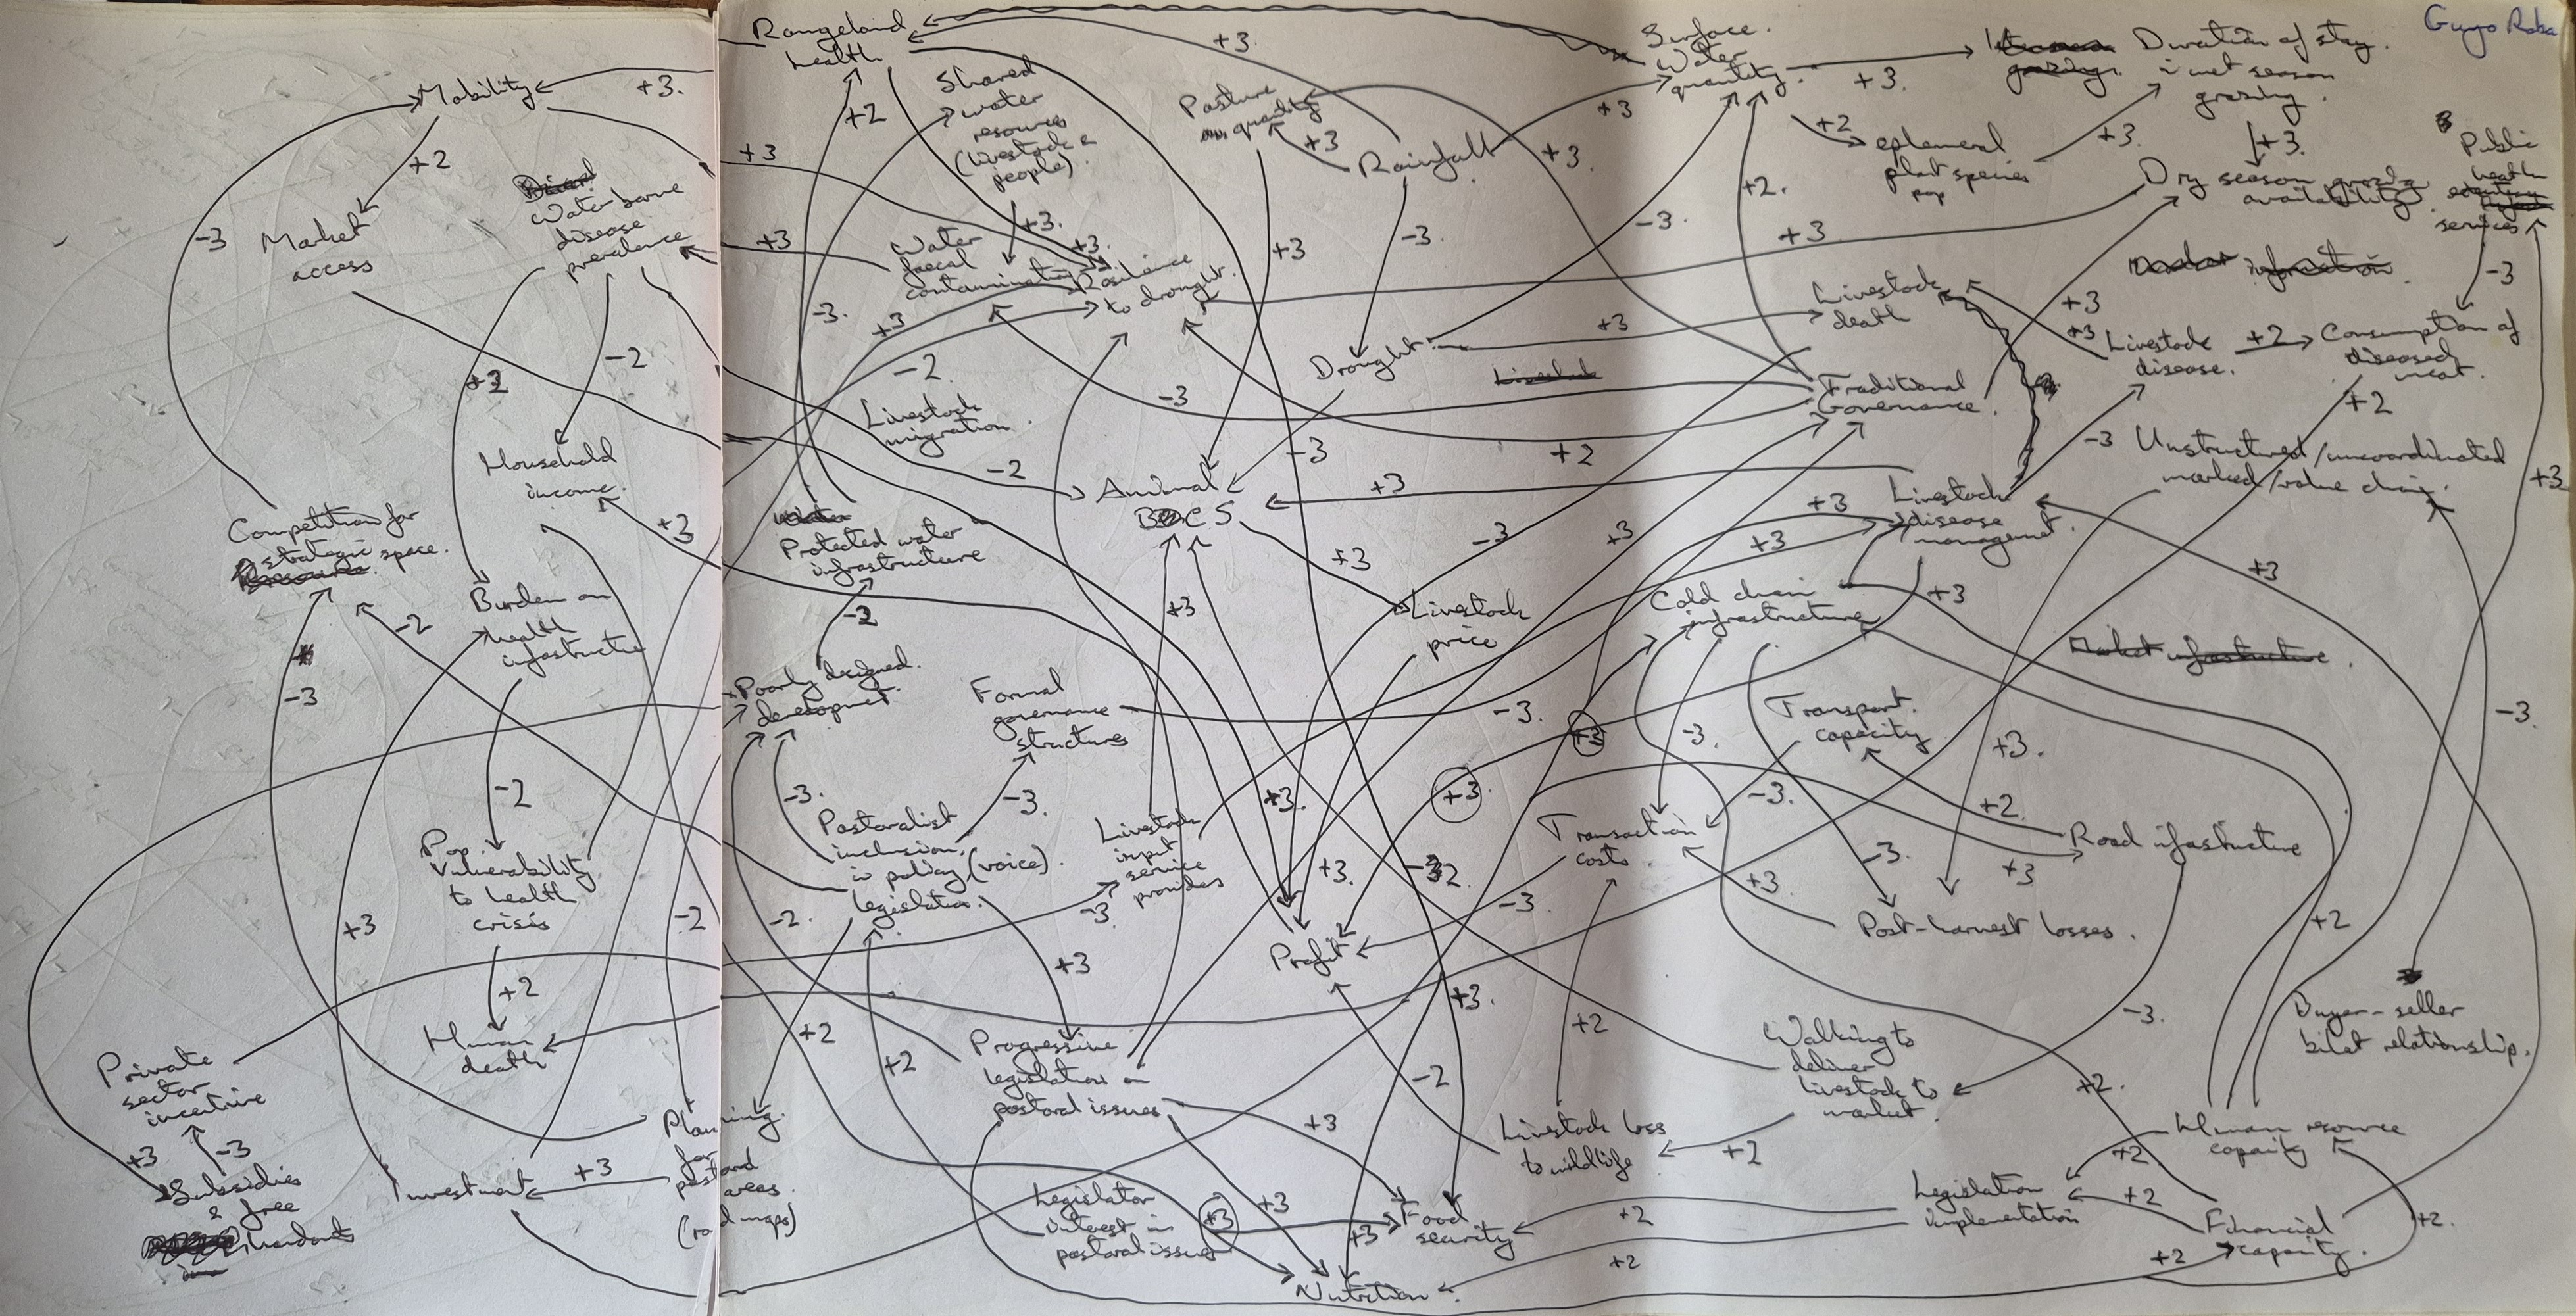 Guyo Roba
Rangeland
health
Surface
water
quantity
Duration of stay
in wet season
grazing
Mobility
+3
+3
+3
+3
+2
+2
Shared
water
resources
(livestock &
people)
Pasture
quantity
+3
+3
Rainfall
+3
+2
ephemeral
plant species
pop
+3
+3
Public
health
services
Dry season grazing
availability
+3
Market
access
Water borne
disease
prevalence
+3
Water
faecal
contamination
+3
+3
Resilience
to drought
+3
-3
-3
+2
-3
-3
-3
+3
Drought
+3
Livestock
death
+3
+3
Livestock
disease
+2
Consumption of
diseased
meat
+2
-2
-2
Livestock
migration
-3
Traditional
Governance
+2
Household
income
-2
Animal
BCS
-3
+3
+2
-3
Unstructured/uncoordinated
marked/value chain
+3
Competition for
strategic space
+3
Protected water
infrastructure
+3
-3
+3
+3
+3
Livestock
disease
management
+3
Burden on
health
infastructure
-2
+3
Livestock
price
Cold chain
infrastructure
+3
-3
Poorly designed
development
Formal
governance
structures
-3
+3
-3
Transport
capacity
+3
-3
-2
-3
-3
+3
+3
-3
+2
Pop.
Vulnerability
to health
crisis
Pastoralist
inclusion
in policy (voice)
legislation
Livestock
input
service
provides
+3
Transaction
costs
-3
+3
Road infastructure
+3
-2
-2
-3
-3
+2
+3
Profit
Post-harvest losses
+2
+3
+3
Human
death
+2
+2
Progressive
legislation on
pastoral issues
+2
Walking to
deliver
livestock to
market
-3
Buyer-seller
bilat relationship
Private
sector
incentive
-2
+2
Planning
for
pastoral and
areas
(road maps)
+3
Livestock loss
to wildlife
+2
Human resource
capacity
+3
-3
+3
+2
Subsidies
& free
handouts
Investment
Legislator
interest in
pastoral issues
+3
+3
+3
Food
security
+2
Legislation
implementation
+2
Financial
capacity
+2
Nutrition
+2
+2